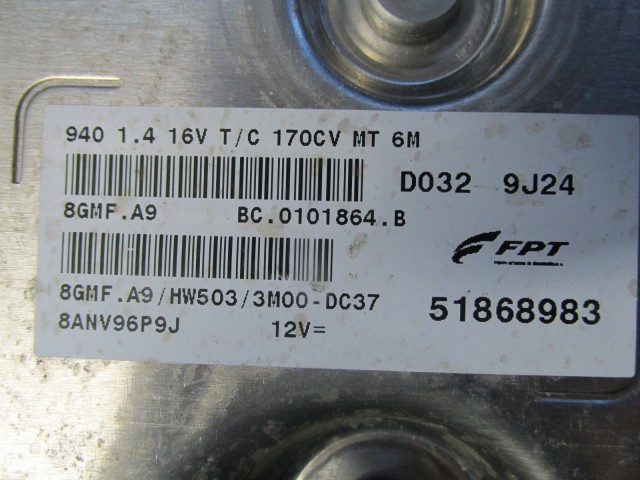 940 1.4 16V T/C 170CV MT 6M
D032 9J24
8GMF.A9 BC.0101864.B
FPT
8GMF.A9/HW503/3M00-DC37
51868983
8ANV96P9J 12V=